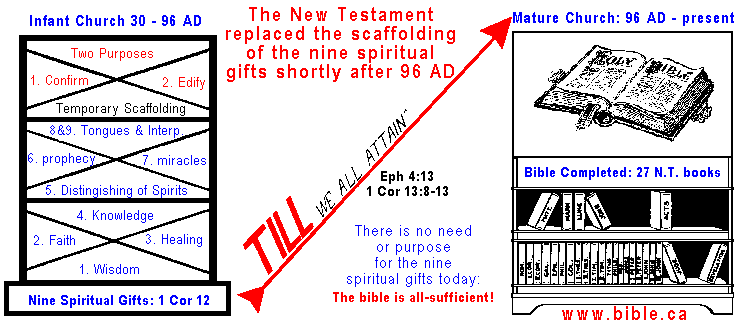 Infant Church 30 - 96 AD
Two Purposes
1. Confirm
2. Edify
Temporary Scaffolding
8&9. Tongues & Interp.
6. prophecy
7. miracles
5. Distingishing of Spirits
4. Knowledge
2. Faith
3. Healing
1. Wisdom
Nine Spiritual Gifts: 1 Cor 12
The New Testament
replaced the scaffolding
of the nine spiritual
gifts shortly after 96 AD
TILL WE ALL ATTAIN"
Eph 4:13
1 Cor 13:8-13
There is no need
or purpose
for the nine
spiritual gifts today:
The bible is all-sufficient!
Mature Church: 96 AD - present
HOLY BIBLE
Bible Completed: 27 N.T. books
MATT. MARK LUKE ACTS
www.bible.ca